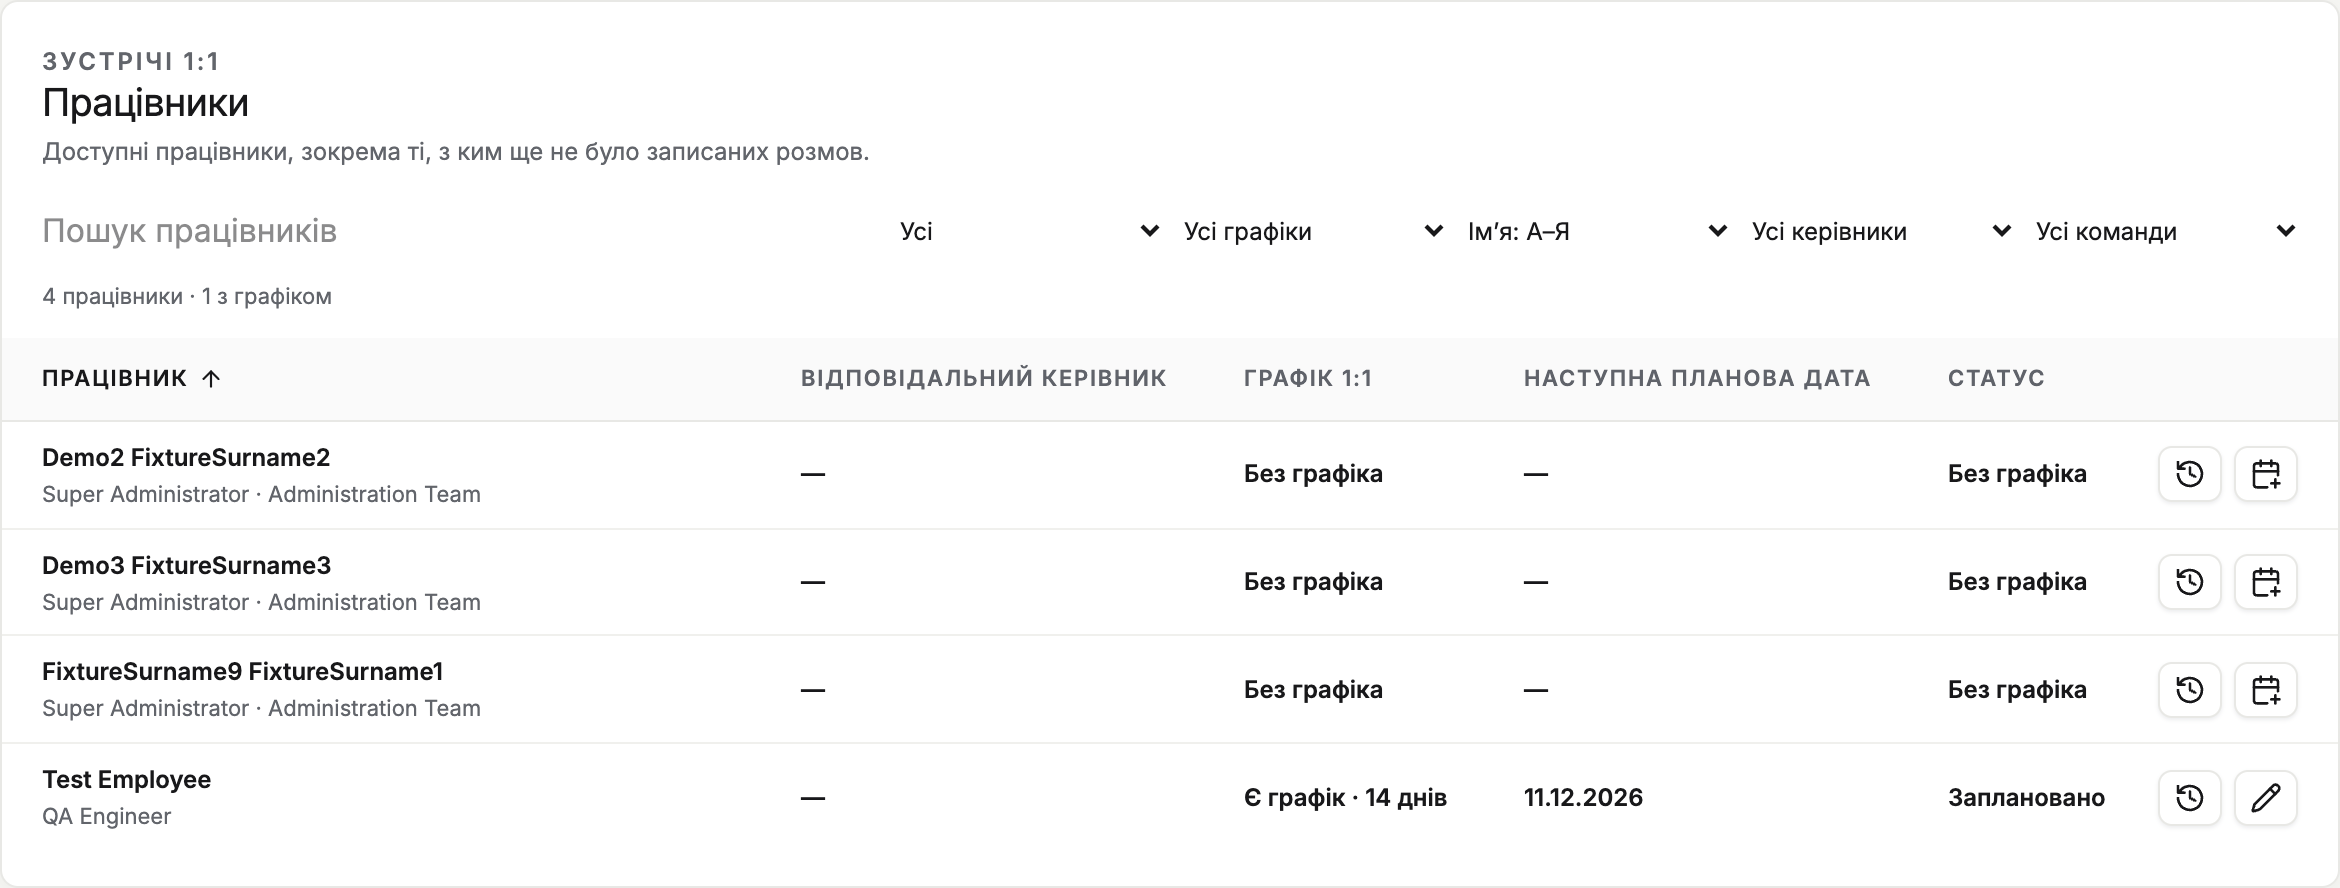 ЗУСТРІЧІ 1:1
Працівники
Доступні працівники, зокрема ті, з ким ще не було записаних розмов.
Пошук працівників Усі Усі графіки Ім’я: А–Я Усі керівники Усі команди
4 працівники · 1 з графіком
ПРАЦІВНИК ↑ ВІДПОВІДАЛЬНИЙ КЕРІВНИК ГРАФІК 1:1 НАСТУПНА ПЛАНОВА ДАТА СТАТУС
Demo2 FixtureSurname2
Super Administrator · Administration Team
— Без графіка — Без графіка
Demo3 FixtureSurname3
Super Administrator · Administration Team
— Без графіка — Без графіка
FixtureSurname9 FixtureSurname1
Super Administrator · Administration Team
— Без графіка — Без графіка
Test Employee
QA Engineer
— Є графік · 14 днів 11.12.2026 Заплановано